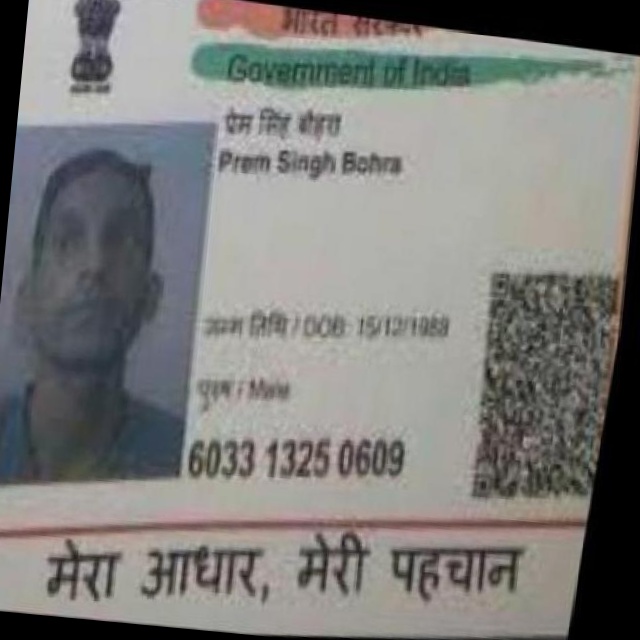 भारत सरकार
Government of India
प्रेम सिंह बोहरा
Prem Singh Bohra
जन्म तिथि / DOB: 15/12/1988
पुरुष / Male
6033 1325 0609
मेरा आधार, मेरी पहचान